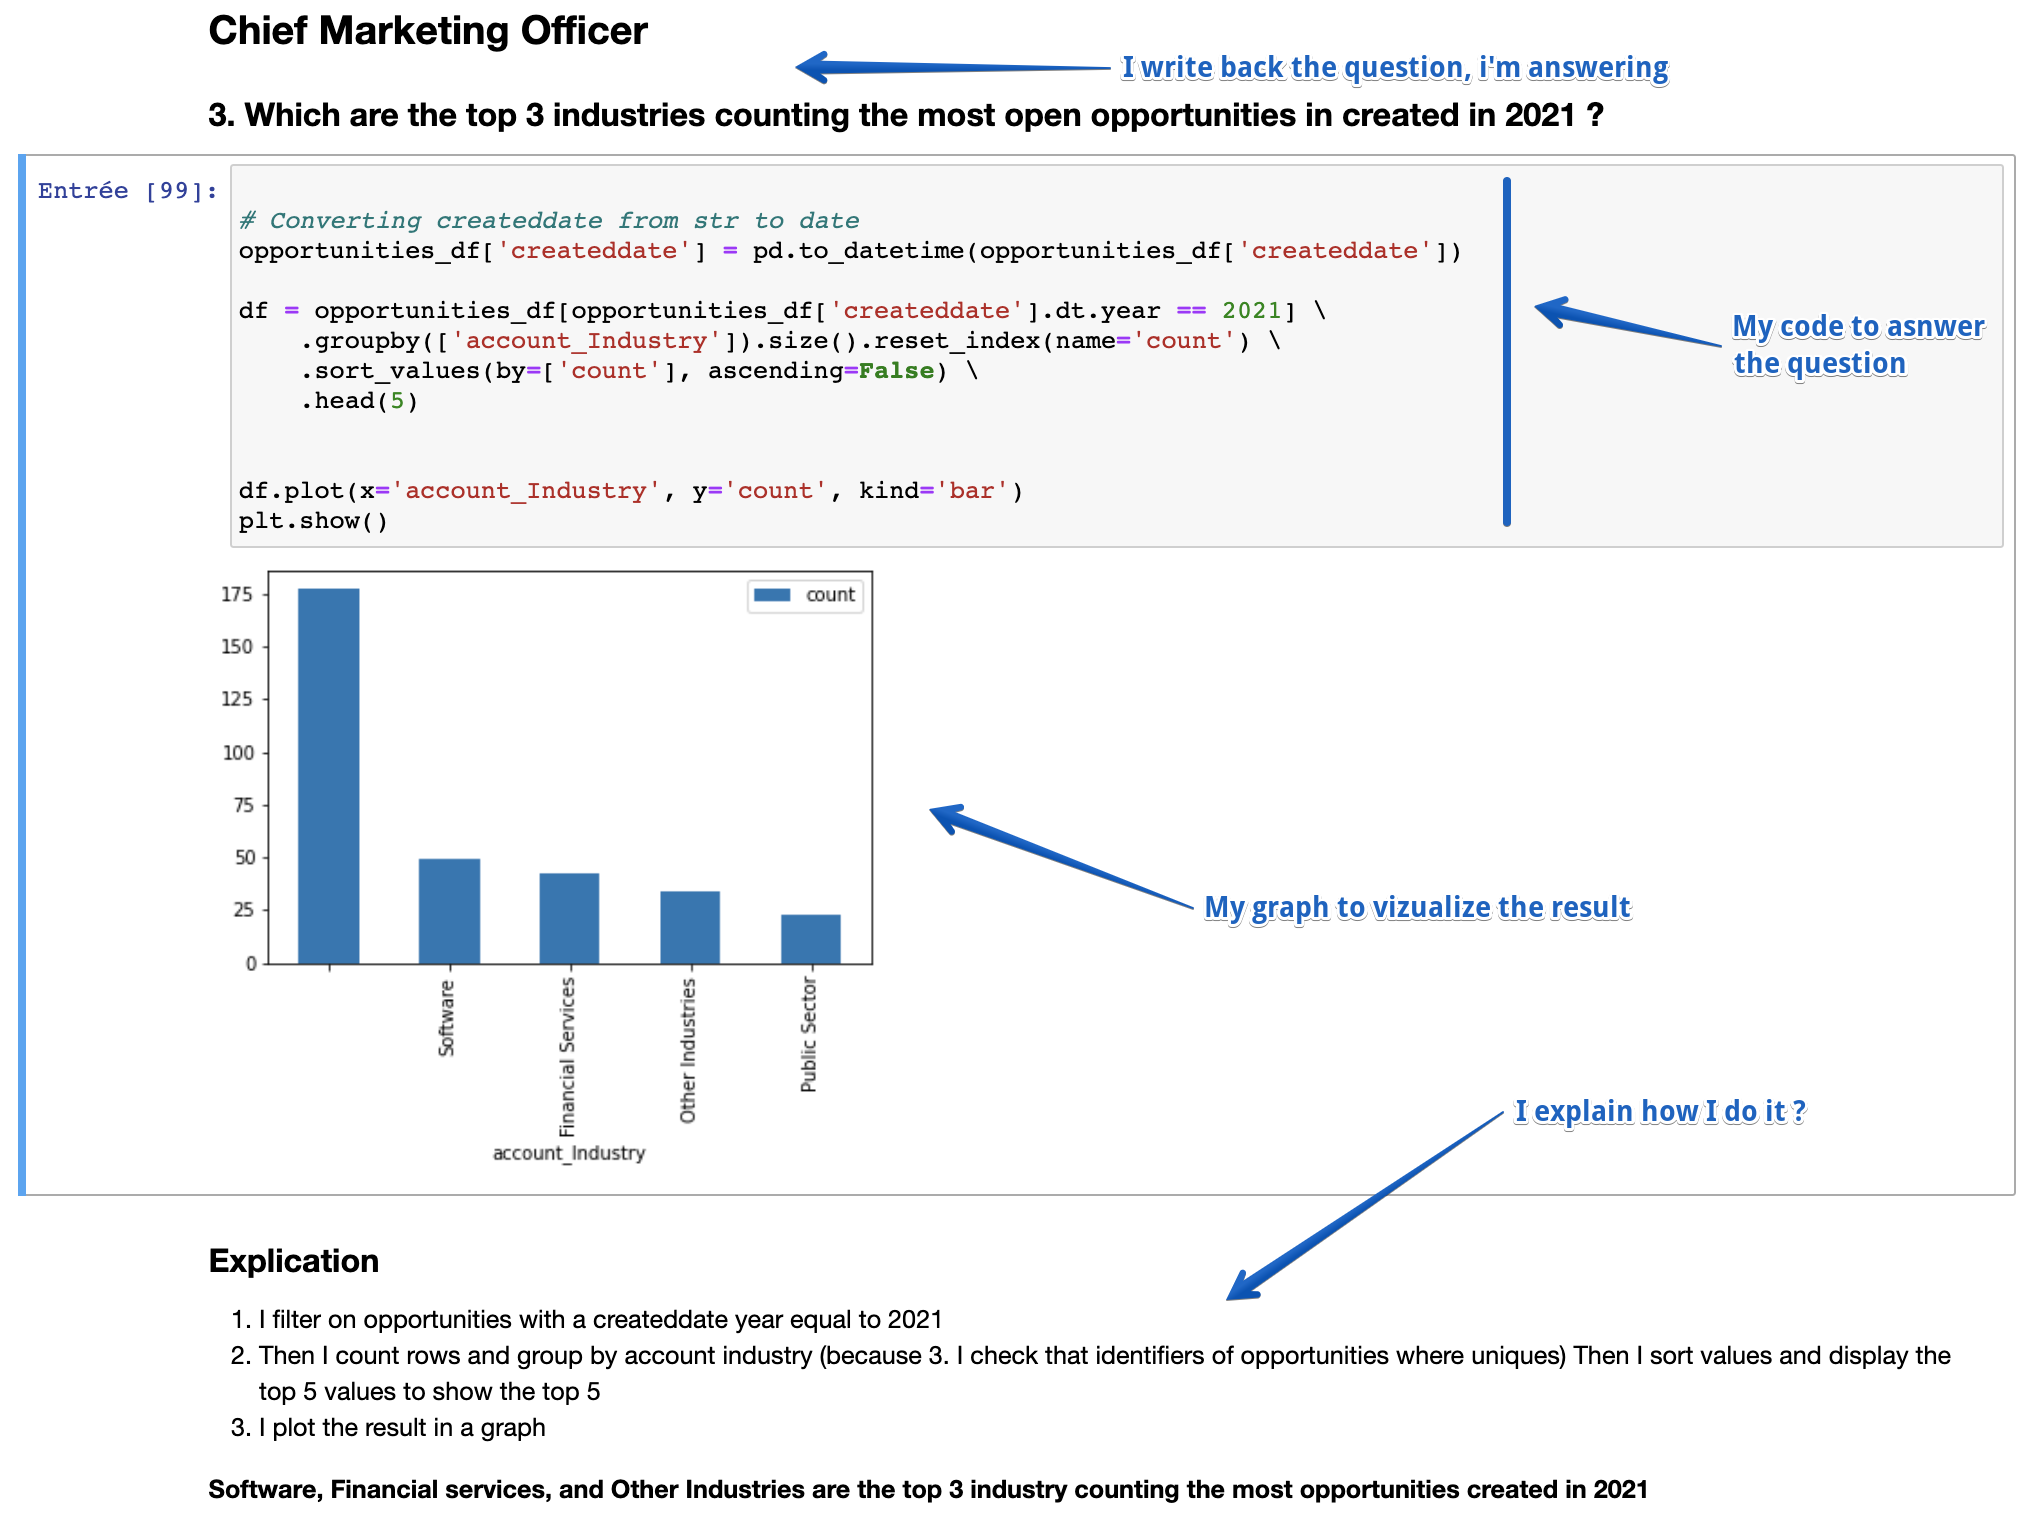 Chief Marketing Officer
I write back the question, i'm answering
3. Which are the top 3 industries counting the most open opportunities in created in 2021 ?
Entrée [99]:
# Converting createddate from str to date
opportunities_df['createddate'] = pd.to_datetime(opportunities_df['createddate'])
df = opportunities_df[opportunities_df['createddate'].dt.year == 2021] \
    .groupby(['account_Industry']).size().reset_index(name='count') \
    .sort_values(by=['count'], ascending=False) \
    .head(5)
df.plot(x='account_Industry', y='count', kind='bar')
plt.show()
My code to asnwer
the question
count
175
150
125
100
75
50
25
0
Software
Financial Services
Other Industries
Public Sector
account_Industry
My graph to vizualize the result
I explain how I do it ?
Explication
1. I filter on opportunities with a createddate year equal to 2021
2. Then I count rows and group by account industry (because 3. I check that identifiers of opportunities where uniques) Then I sort values and display the
top 5 values to show the top 5
3. I plot the result in a graph
Software, Financial services, and Other Industries are the top 3 industry counting the most opportunities created in 2021